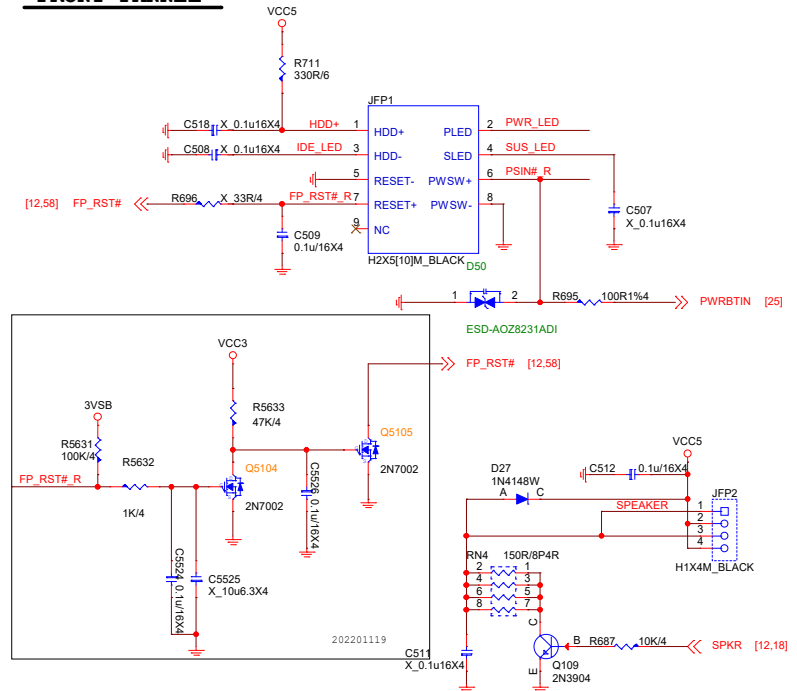 VCC5
R711
330R/6
JFP1
C518 X_0.1u16X4 HDD+ 1 HDD+ PLED 2 PWR_LED
C508 X_0.1u16X4 IDE_LED 3 HDD- SLED 4 SUS_LED
5 RESET- PWSW+ 6 PSIN#_R
[12,58] FP_RST# R696 X_33R/4 FP_RST#_R 7 RESET+ PWSW- 8
C507
X_0.1u16X4
C509
0.1u/16X4
9 NC
H2X5[10]M_BLACK
D50
1 2 R695 100R1%4 PWRBTIN [25]
ESD-AOZ8231ADI
VCC3
FP_RST# [12,58]
3VSB
R5633
47K/4
R5631
100K/4
Q5105
2N7002
FP_RST#_R
R5632
1K/4
Q5104
2N7002
C5526_0.1u/16X4
C5524_0.1u/16X4
C5525
X_10u6.3X4
202201119
VCC5
C512 0.1u/16X4
D27
1N4148W
A C
JFP2
SPEAKER
1
2
3
4
H1X4M_BLACK
RN4 150R/8P4R
2 1
4 3
6 5
8 7
C511
X_0.1u16X4
C
B
E
Q109
2N3904
R687 10K/4 SPKR [12,18]